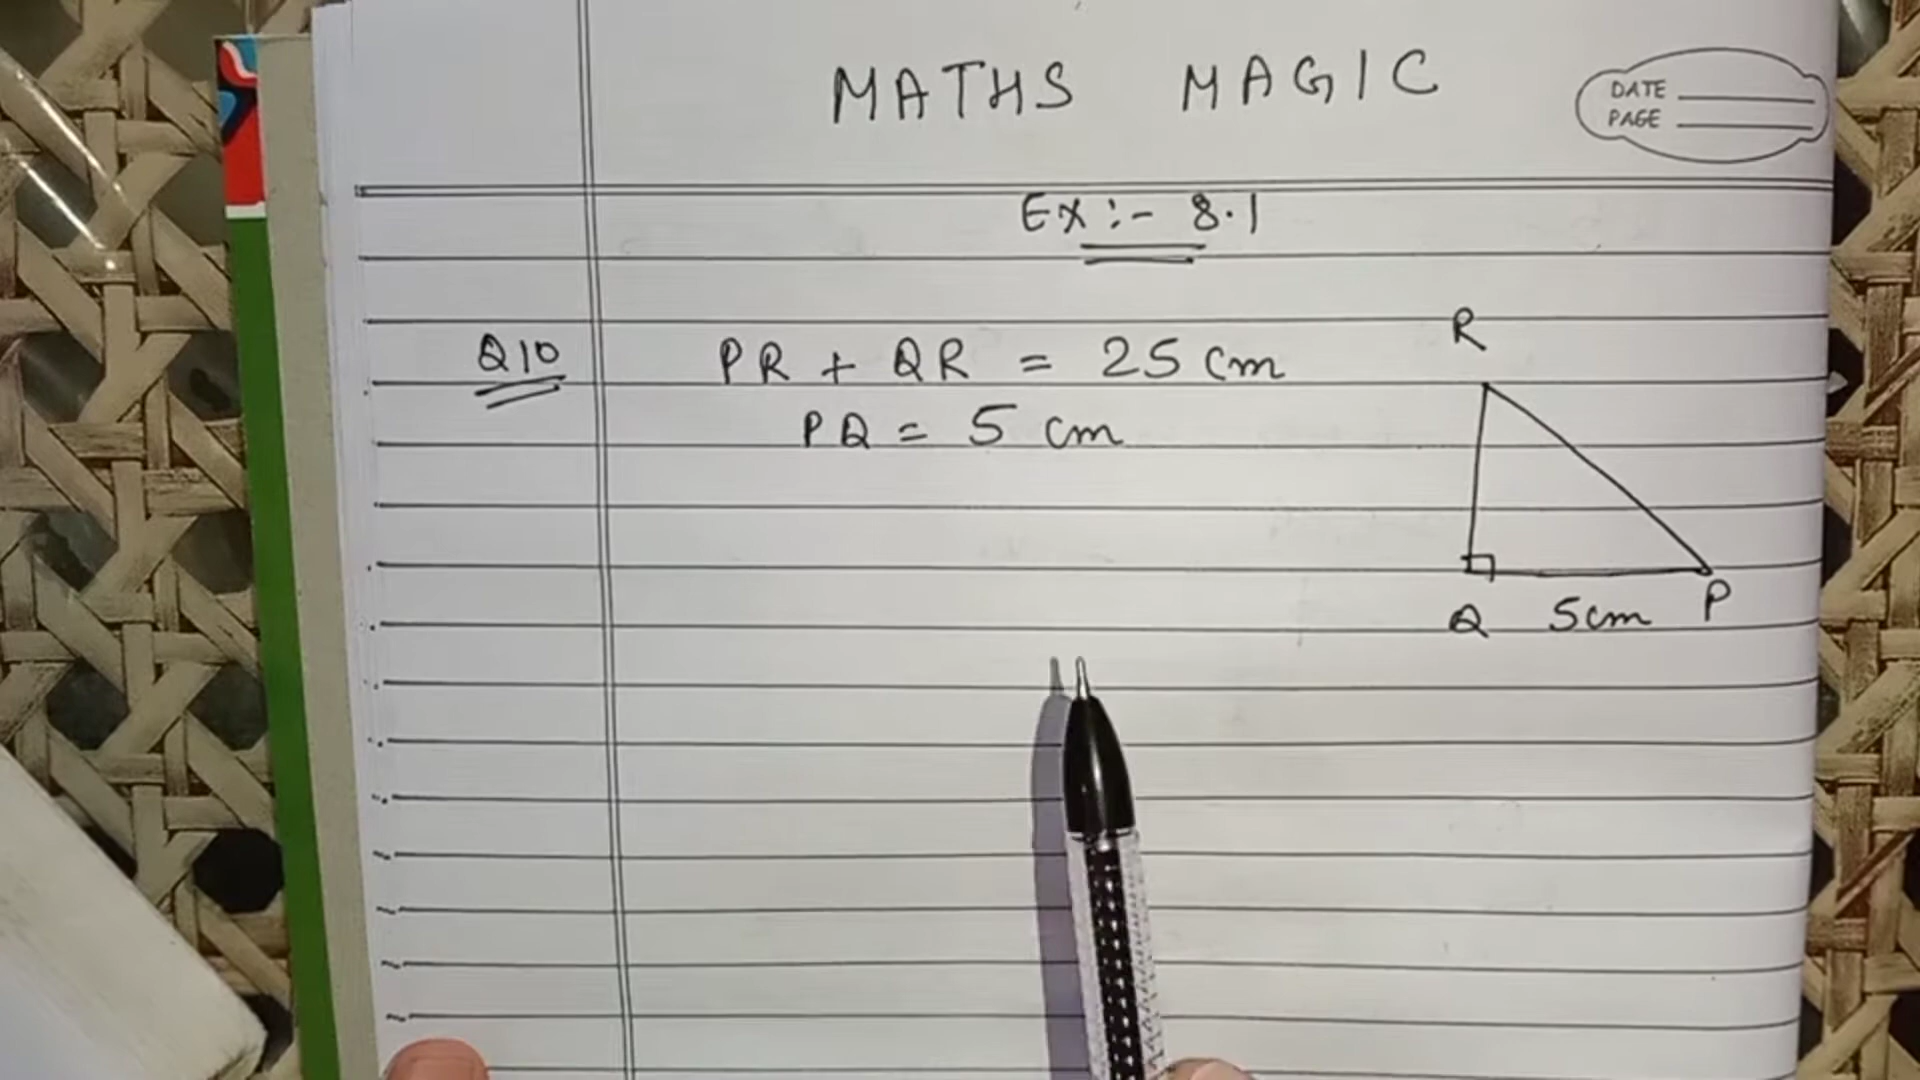 MATHS MAGIC
DATE
PAGE
Ex :- 8.1
Q10 PR + QR = 25 cm
PQ = 5 cm
R
Q 5cm P